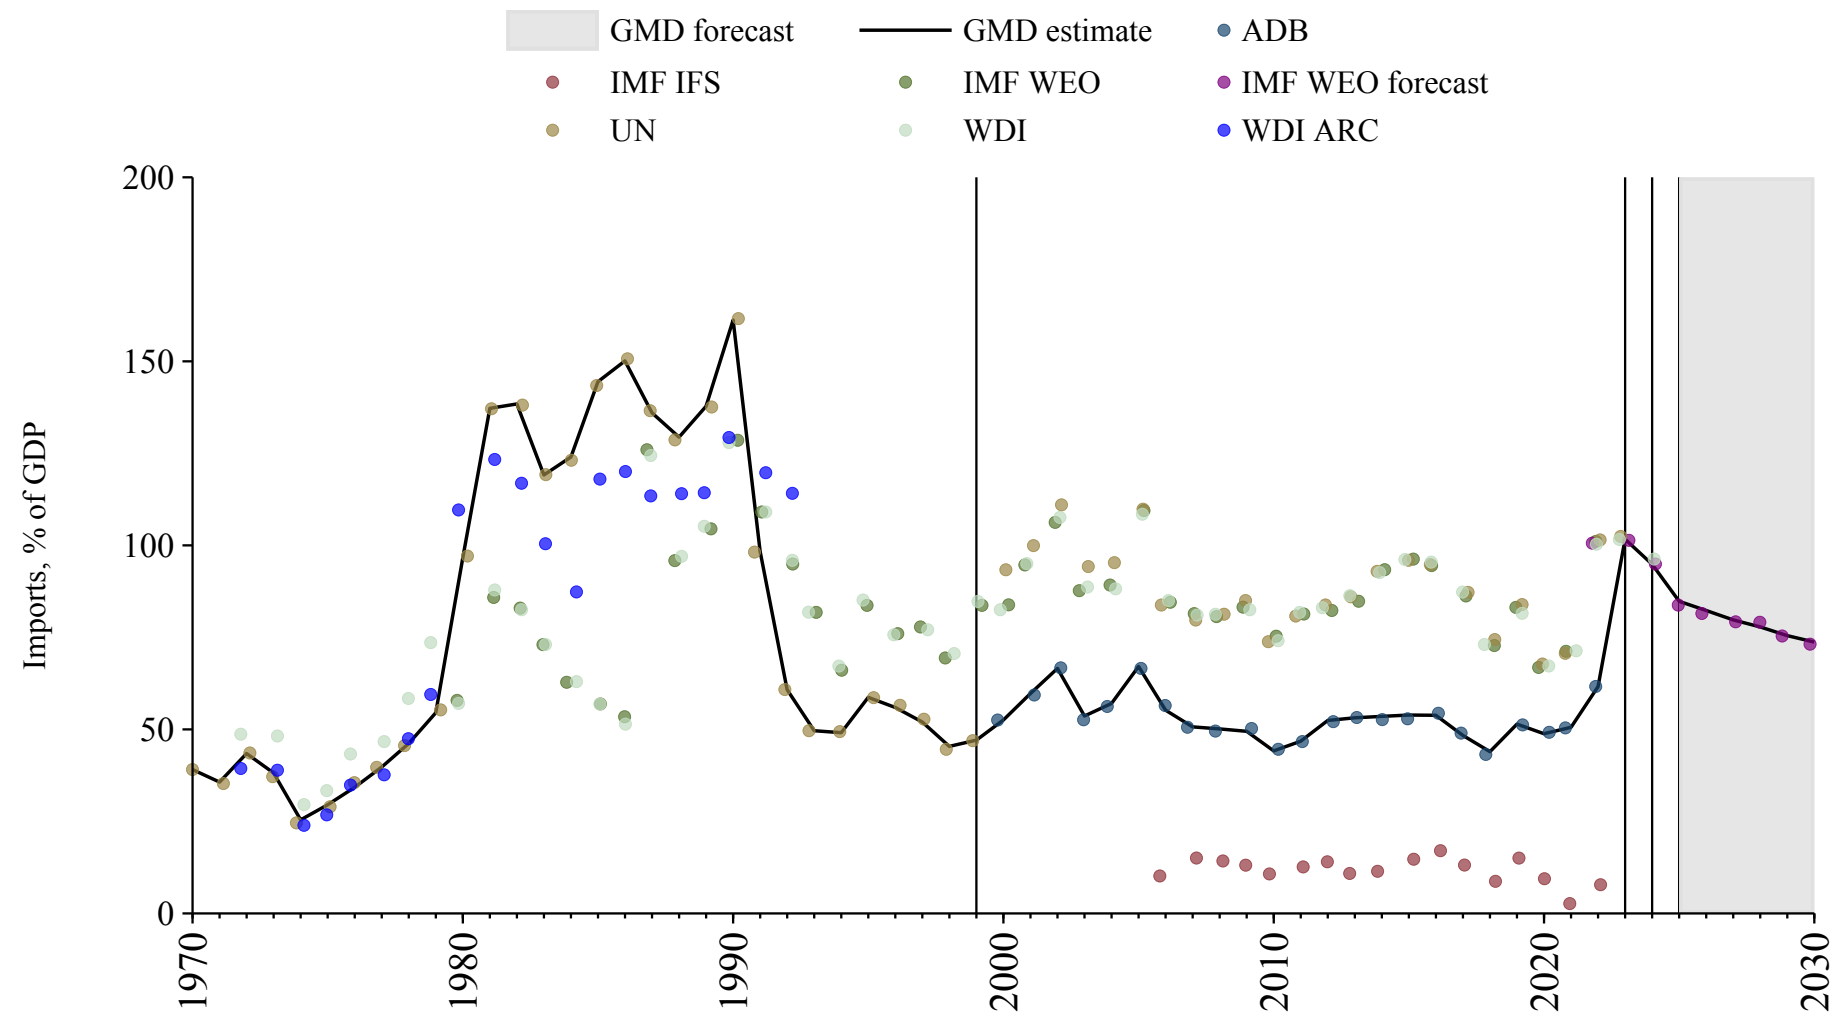 GMD forecast
GMD estimate
ADB
IMF IFS
IMF WEO
IMF WEO forecast
UN
WDI
WDI ARC
Imports, % of GDP
200
150
100
50
0
1970
1980
1990
2000
2010
2020
2030